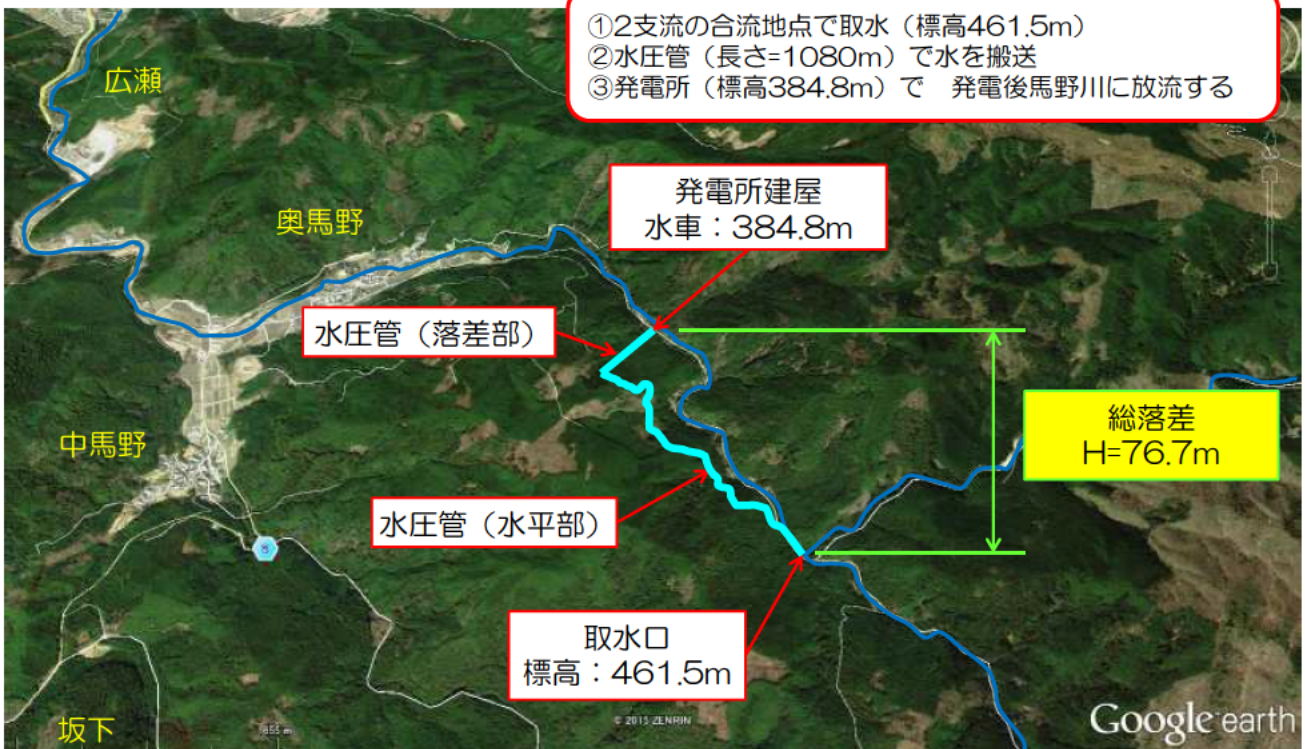 ①2支流の合流地点で取水（標高461.5m）
②水圧管（長さ=1080m）で水を搬送
③発電所（標高384.8m）で　発電後馬野川に放流する
広瀬
発電所建屋
水車：384.8m
奥馬野
水圧管（落差部）
総落差
H=76.7m
中馬野
水圧管（水平部）
取水口
標高：461.5m
坂下
© 2015 ZENRIN
Google earth